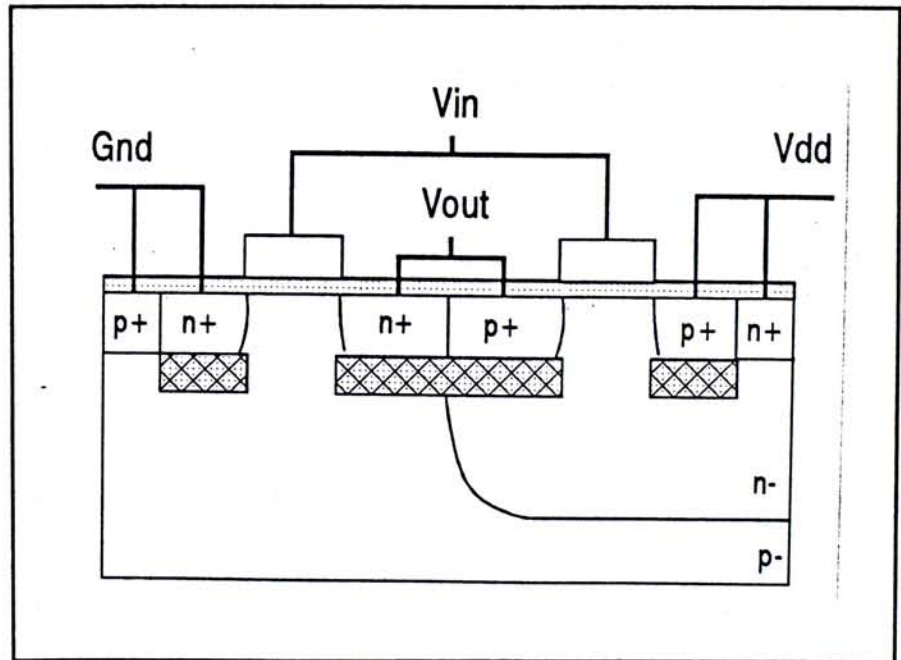 Vin
Gnd
Vdd
Vout
p+ n+ n+ p+ p+ n+
n-
p-